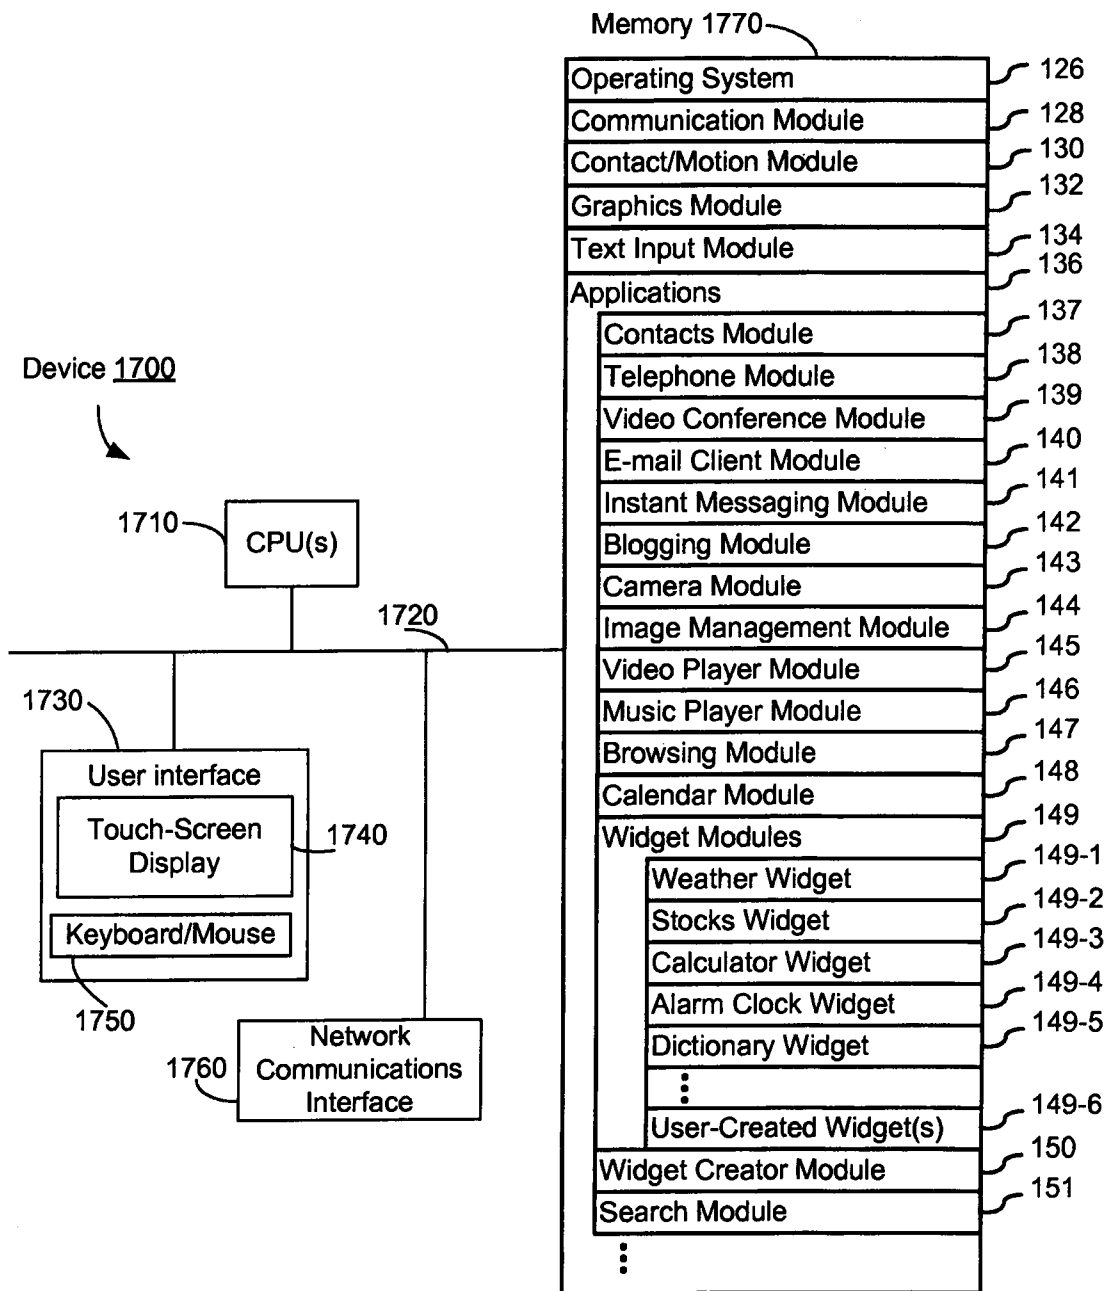 Memory 1770
Operating System 126
Communication Module 128
Contact/Motion Module 130
Graphics Module 132
Text Input Module 134
Applications 136
Contacts Module 137
Telephone Module 138
Video Conference Module 139
E-mail Client Module 140
Instant Messaging Module 141
Blogging Module 142
Camera Module 143
Image Management Module 144
Video Player Module 145
Music Player Module 146
Browsing Module 147
Calendar Module 148
Widget Modules 149
Weather Widget 149-1
Stocks Widget 149-2
Calculator Widget 149-3
Alarm Clock Widget 149-4
Dictionary Widget 149-5
User-Created Widget(s) 149-6
Widget Creator Module 150
Search Module 151
Device 1700
1710
CPU(s)
1720
1730
User interface
Touch-Screen
Display
1740
Keyboard/Mouse
1750
Network
Communications
Interface
1760